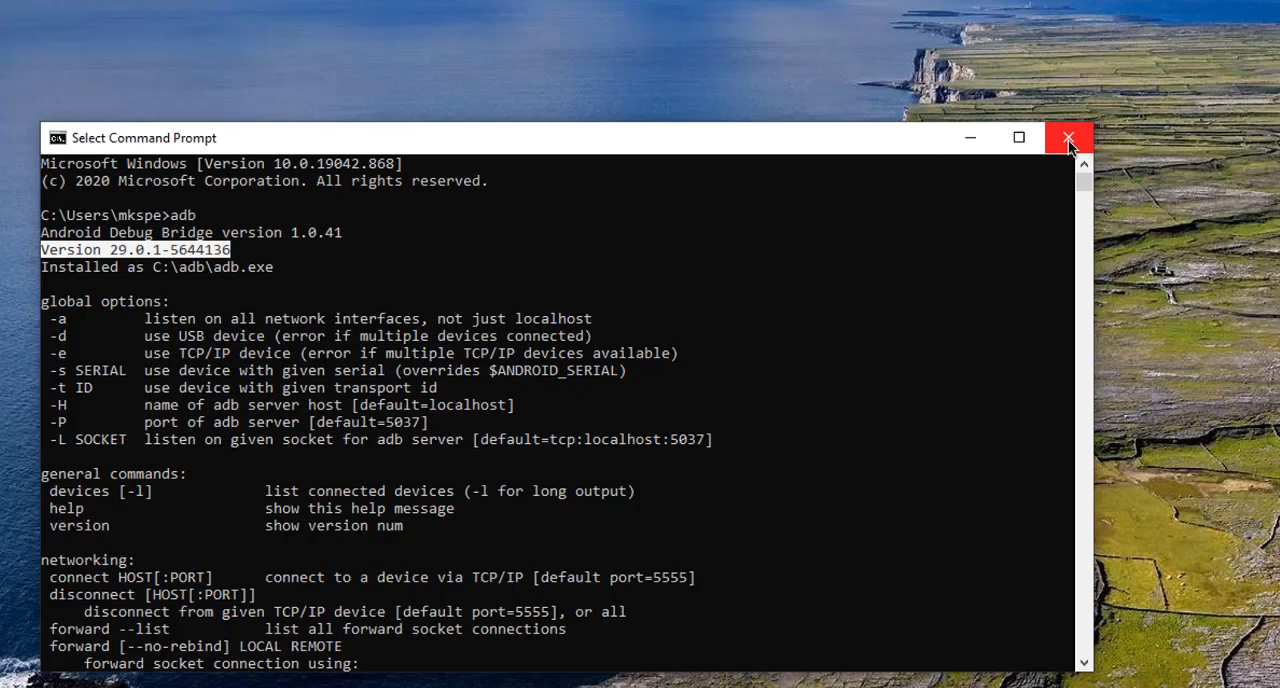 Select Command Prompt
Microsoft Windows [Version 10.0.19042.868]
(c) 2020 Microsoft Corporation. All rights reserved.
C:\Users\mkspe>adb
Android Debug Bridge version 1.0.41
Version 29.0.1-5644136
Installed as C:\adb\adb.exe
global options:
-a listen on all network interfaces, not just localhost
-d use USB device (error if multiple devices connected)
-e use TCP/IP device (error if multiple TCP/IP devices available)
-s SERIAL use device with given serial (overrides $ANDROID_SERIAL)
-t ID use device with given transport id
-H name of adb server host [default=localhost]
-P port of adb server [default=5037]
-L SOCKET listen on given socket for adb server [default=tcp:localhost:5037]
general commands:
devices [-l] list connected devices (-l for long output)
help show this help message
version show version num
networking:
connect HOST[:PORT] connect to a device via TCP/IP [default port=5555]
disconnect [HOST[:PORT]]
disconnect from given TCP/IP device [default port=5555], or all
forward --list list all forward socket connections
forward [--no-rebind] LOCAL REMOTE
forward socket connection using: